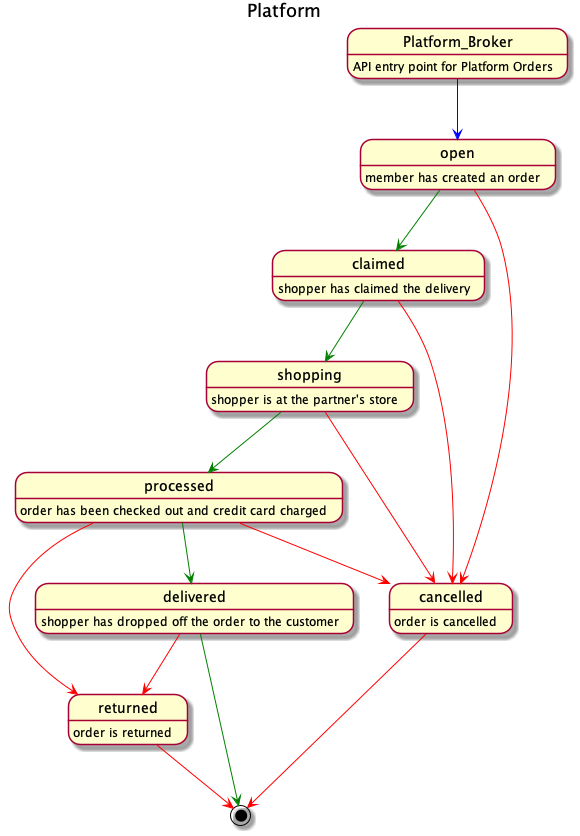 Platform
Platform_Broker
API entry point for Platform Orders
open
member has created an order
claimed
shopper has claimed the delivery
shopping
shopper is at the partner's store
processed
order has been checked out and credit card charged
delivered
shopper has dropped off the order to the customer
cancelled
order is cancelled
returned
order is returned